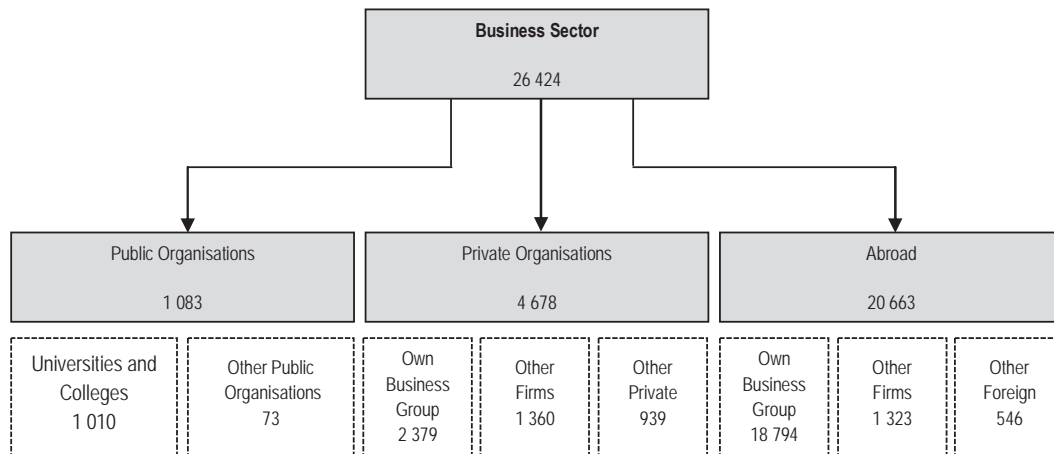 Business Sector
26 424
Public Organisations
1 083
Private Organisations
4 678
Abroad
20 663
Universities and
Colleges
1 010
Other Public
Organisations
73
Own
Business
Group
2 379
Other
Firms
1 360
Other
Private
939
Own
Business
Group
18 794
Other
Firms
1 323
Other
Foreign
546